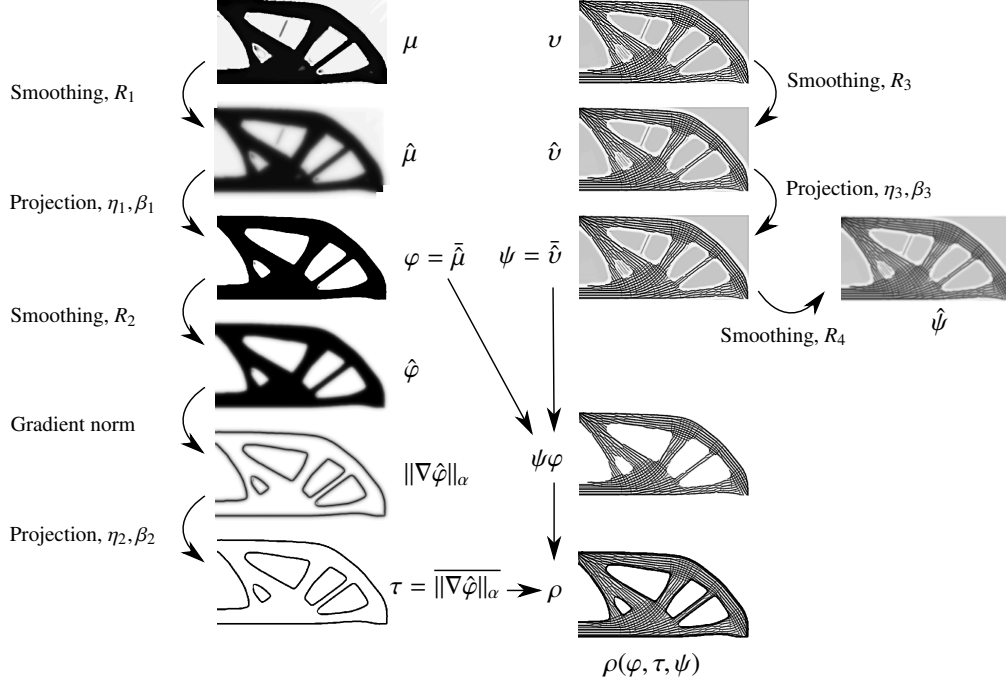 μ
υ
Smoothing, R₁
Smoothing, R₃
μ̂
υ̂
Projection, η₁, β₁
Projection, η₃, β₃
φ = μ̂̄
ψ = υ̂̄
Smoothing, R₂
Smoothing, R₄
ψ̂
φ̂
Gradient norm
ψφ
||∇φ̂||α
Projection, η₂, β₂
τ = \overline{||∇φ̂||α}
ρ
ρ(φ, τ, ψ)